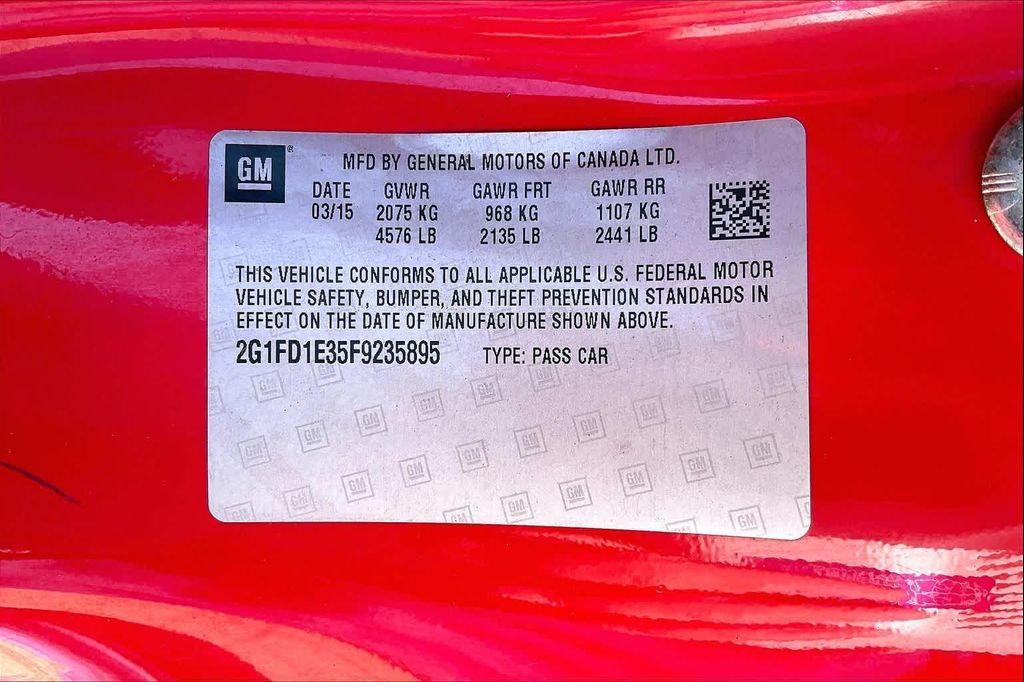 GM® MFD BY GENERAL MOTORS OF CANADA LTD.
DATE GVWR GAWR FRT GAWR RR
03/15 2075 KG 968 KG 1107 KG
4576 LB 2135 LB 2441 LB
THIS VEHICLE CONFORMS TO ALL APPLICABLE U.S. FEDERAL MOTOR
VEHICLE SAFETY, BUMPER, AND THEFT PREVENTION STANDARDS IN
EFFECT ON THE DATE OF MANUFACTURE SHOWN ABOVE.
2G1FD1E35F9235895 TYPE: PASS CAR